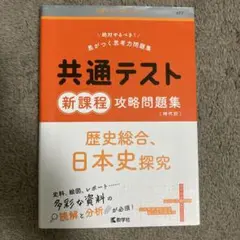 絶対やるべき!
差がつく思考力問題集
共通テスト
新課程 攻略問題集
歴史総合、
日本史探究
史料、絵図、レポート……
多彩な資料の
読解と分析が必須!
教学社